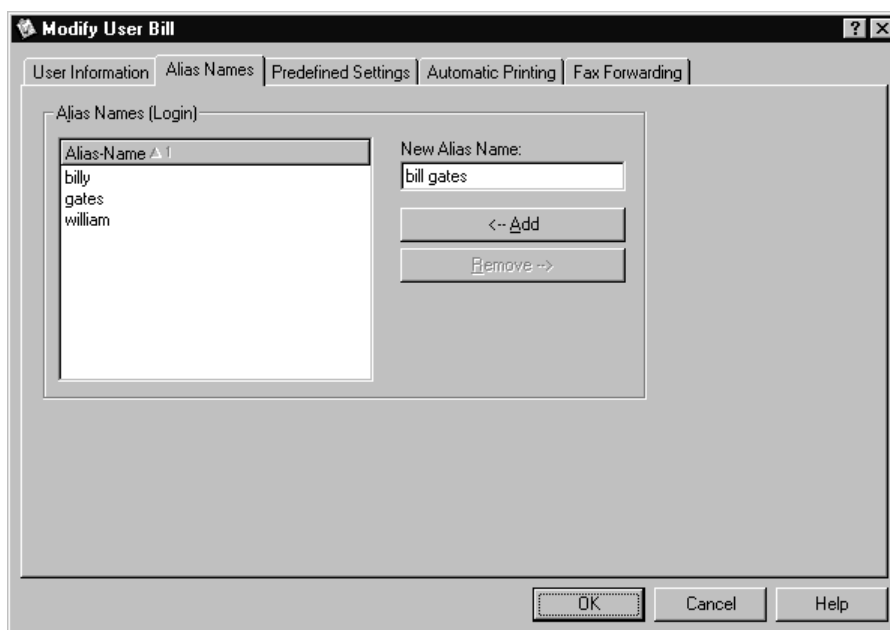 Modify User Bill
User Information Alias Names Predefined Settings Automatic Printing Fax Forwarding
Alias Names (Login)
Alias-Name 1
New Alias Name:
billy
bill gates
gates
william
<-- Add
Remove -->
OK Cancel Help